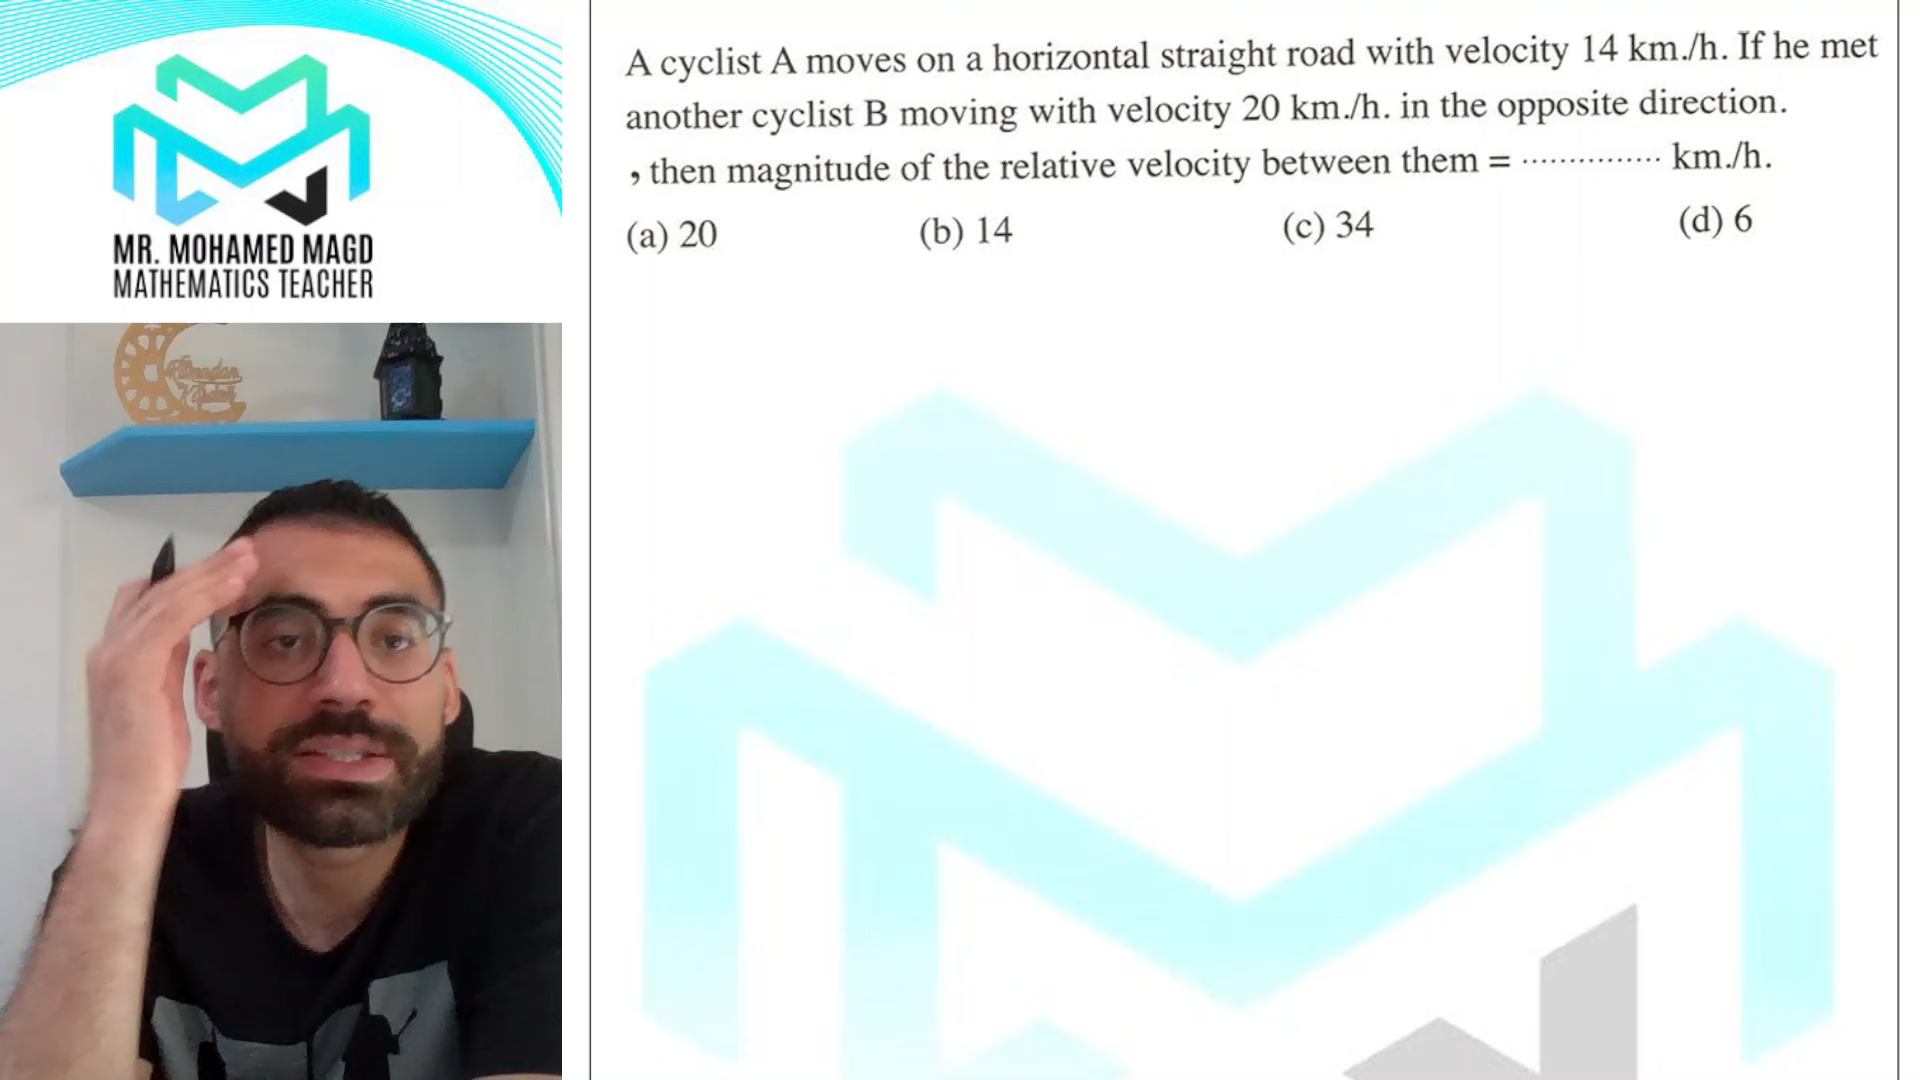 MR. MOHAMED MAGD
MATHEMATICS TEACHER
Ramadan
A cyclist A moves on a horizontal straight road with velocity 14 km./h. If he met
another cyclist B moving with velocity 20 km./h. in the opposite direction.
, then magnitude of the relative velocity between them = ··············· km./h.
(a) 20 (b) 14 (c) 34 (d) 6